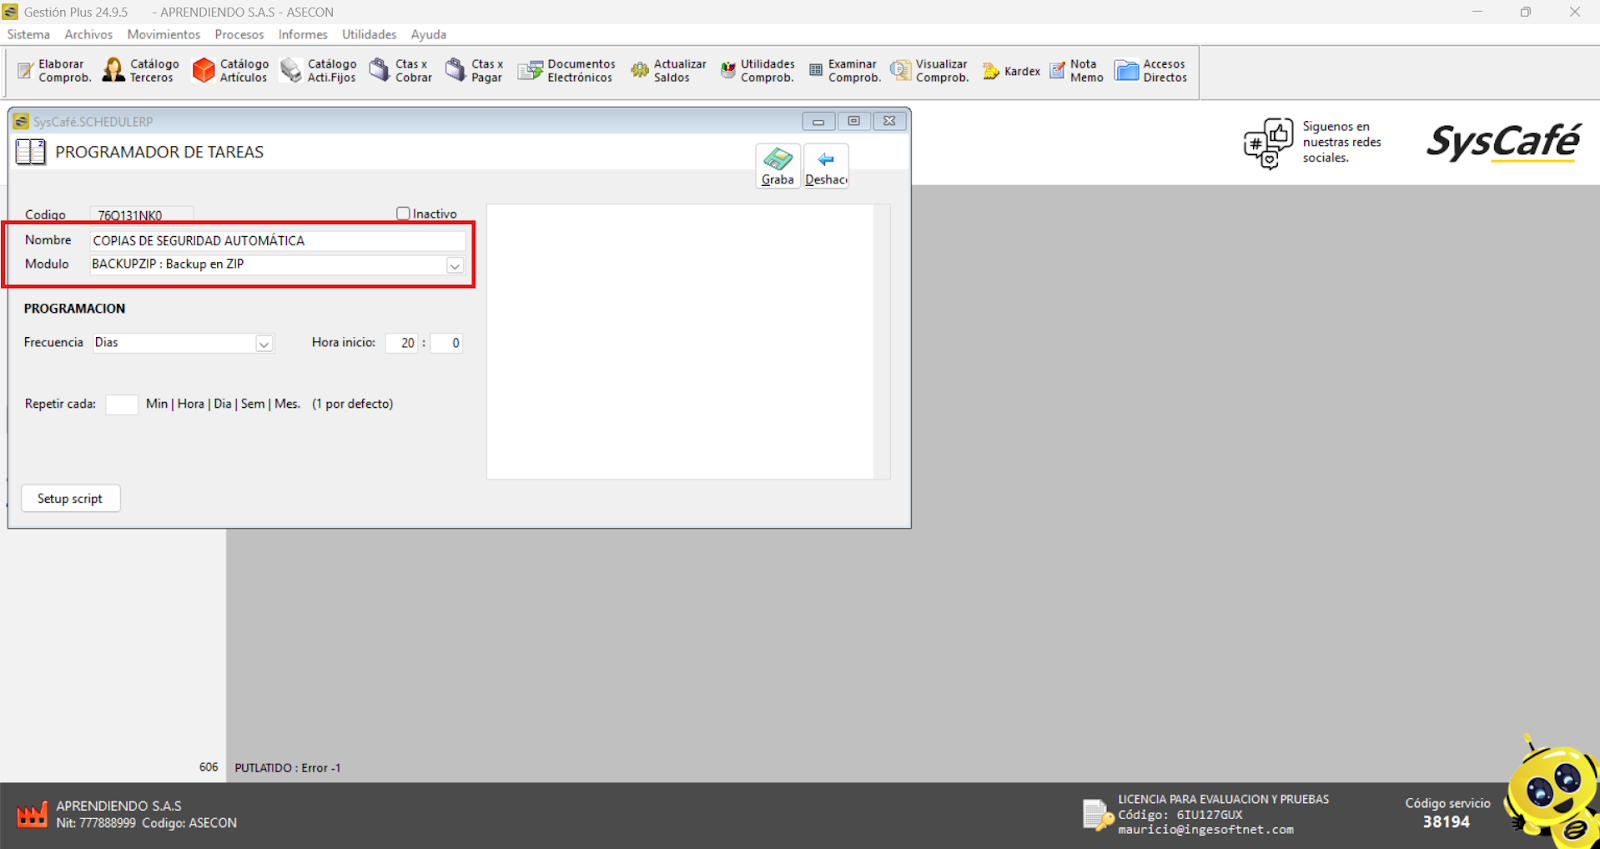 Gestión Plus 24.9.5 - APRENDIENDO S.A.S - ASECON
Sistema Archivos Movimientos Procesos Informes Utilidades Ayuda
Elaborar Comprob.
Catálogo Terceros
Catálogo Artículos
Catálogo Acti.Fijos
Ctas x Cobrar
Ctas x Pagar
Documentos Electrónicos
Actualizar Saldos
Utilidades Comprob.
Examinar Comprob.
Visualizar Comprob.
Kardex
Nota Memo
Accesos Directos
SysCafé.SCHEDULERP
PROGRAMADOR DE TAREAS
Graba
Deshac
Siguenos en
nuestras redes
sociales.
SysCafé
Codigo 76Q131NK0 Inactivo
Nombre COPIAS DE SEGURIDAD AUTOMÁTICA
Modulo BACKUPZIP : Backup en ZIP
PROGRAMACION
Frecuencia Dias Hora inicio: 20 : 0
Repetir cada: Min | Hora | Dia | Sem | Mes. (1 por defecto)
Setup script
606 PUTLATIDO : Error -1
APRENDIENDO S.A.S
Nit: 777888999 Codigo: ASECON
LICENCIA PARA EVALUACION Y PRUEBAS
Código: 6IU127GUX
mauricio@ingesoftnet.com
Código servicio
38194